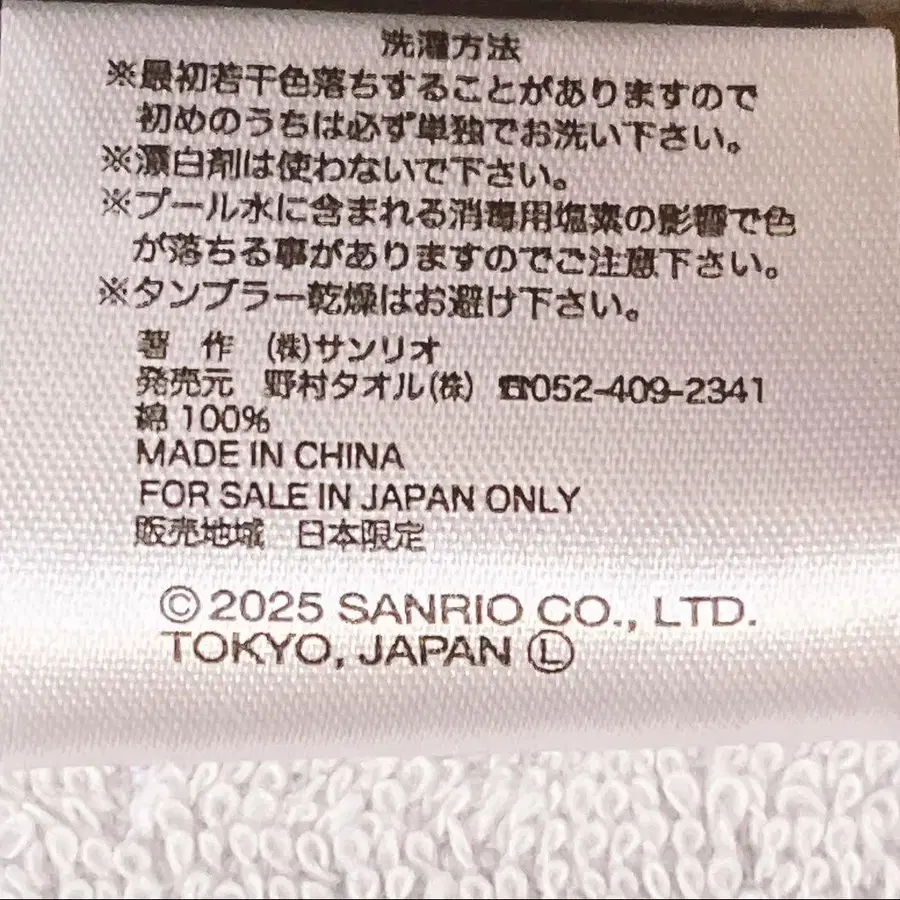 洗濯方法
※最初若干色落ちすることがありますので
初めのうちは必ず単独でお洗い下さい。
※漂白剤は使わないで下さい。
※プール水に含まれる消毒用塩素の影響で色
が落ちる事がありますのでご注意下さい。
※タンブラー乾燥はお避け下さい。
著　作　(株)サンリオ
発売元　野村タオル(株)　☎052-409-2341
綿 100%
MADE IN CHINA
FOR SALE IN JAPAN ONLY
販売地域　日本限定
©2025 SANRIO CO., LTD.
TOKYO, JAPAN Ⓛ